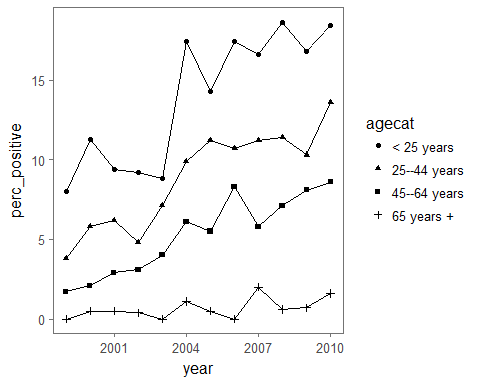 15
10
5
0
perc_positive
2001
2004
2007
2010
year
agecat
< 25 years
25--44 years
45--64 years
65 years +